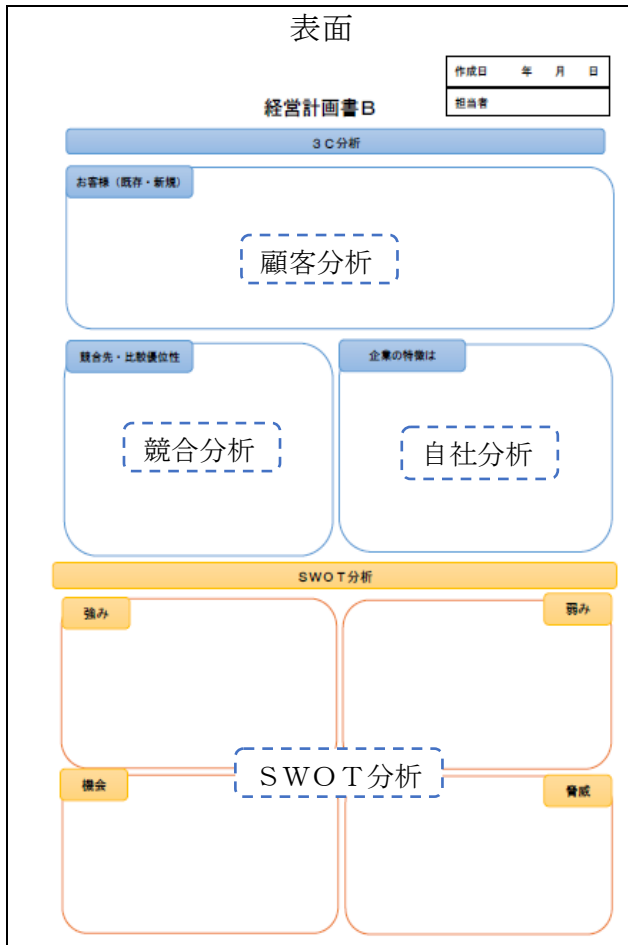 表面
作成日 年 月 日
担当者
経営計画書B
3C分析
お客様（既存・新規）
顧客分析
競合先・比較優位性
企業の特徴は
競合分析
自社分析
SWOT分析
強み
弱み
SWOT分析
機会
脅威